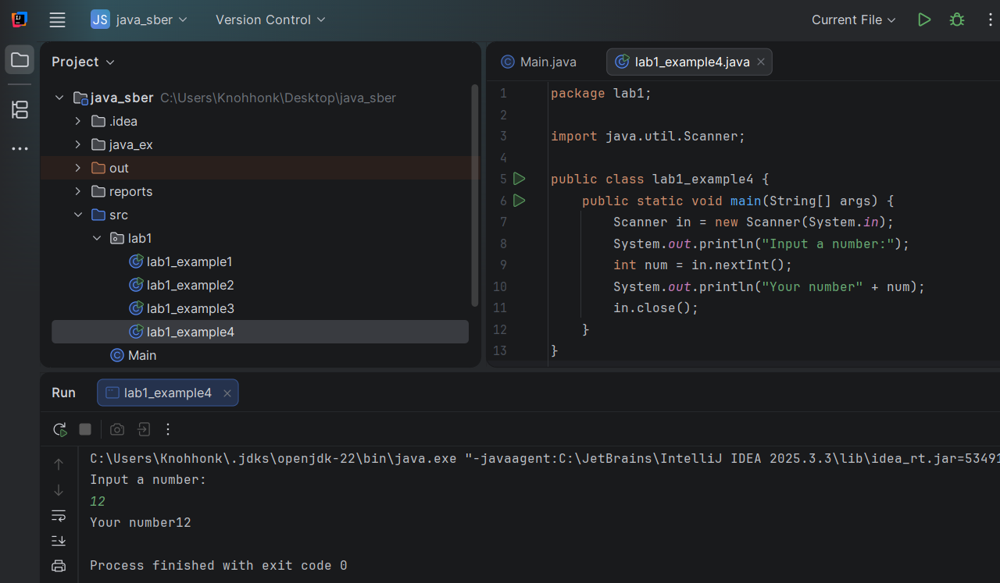 JS java_sber Version Control Current File
Project
java_sber C:\Users\Knohhonk\Desktop\java_sber
.idea
java_ex
out
reports
src
lab1
lab1_example1
lab1_example2
lab1_example3
lab1_example4
Main
Main.java lab1_example4.java
1 package lab1;
2
3 import java.util.Scanner;
4
5 public class lab1_example4 {
6 public static void main(String[] args) {
7 Scanner in = new Scanner(System.in);
8 System.out.println("Input a number:");
9 int num = in.nextInt();
10 System.out.println("Your number" + num);
11 in.close();
12 }
13 }
Run lab1_example4
C:\Users\Knohhonk\.jdks\openjdk-22\bin\java.exe "-javaagent:C:\JetBrains\IntelliJ IDEA 2025.3.3\lib\idea_rt.jar=53491
Input a number:
12
Your number12
Process finished with exit code 0